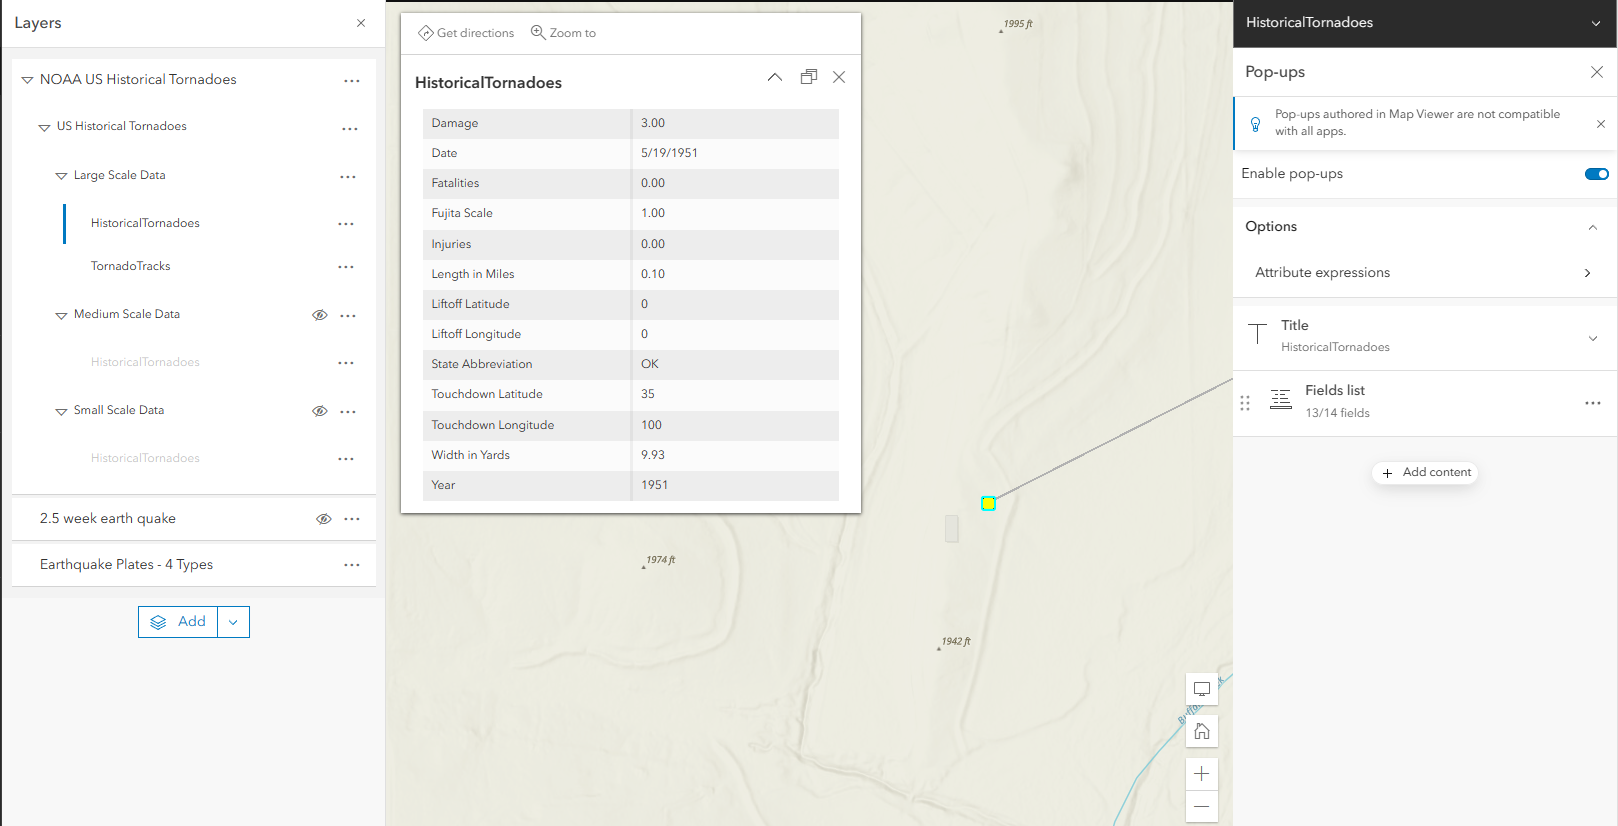 Layers
NOAA US Historical Tornadoes
US Historical Tornadoes
Large Scale Data
HistoricalTornadoes
TornadoTracks
Medium Scale Data
HistoricalTornadoes
Small Scale Data
HistoricalTornadoes
2.5 week earth quake
Earthquake Plates - 4 Types
Add
Get directions
Zoom to
HistoricalTornadoes
Damage 3.00
Date 5/19/1951
Fatalities 0.00
Fujita Scale 1.00
Injuries 0.00
Length in Miles 0.10
Liftoff Latitude 0
Liftoff Longitude 0
State Abbreviation OK
Touchdown Latitude 35
Touchdown Longitude 100
Width in Yards 9.93
Year 1951
1995 ft
1974 ft
1942 ft
HistoricalTornadoes
Pop-ups
Pop-ups authored in Map Viewer are not compatible
with all apps.
Enable pop-ups
Options
Attribute expressions
Title
HistoricalTornadoes
Fields list
13/14 fields
Add content